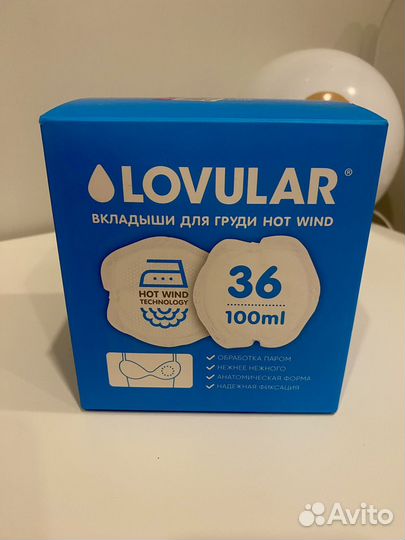 LOVULAR®
ВКЛАДЫШИ ДЛЯ ГРУДИ HOT WIND
HOT WIND
TECHNOLOGY
36
100ml
ОБРАБОТКА ПАРОМ
НЕЖНЕЕ НЕЖНОГО
АНАТОМИЧЕСКАЯ ФОРМА
НАДЕЖНАЯ ФИКСАЦИЯ
Avito